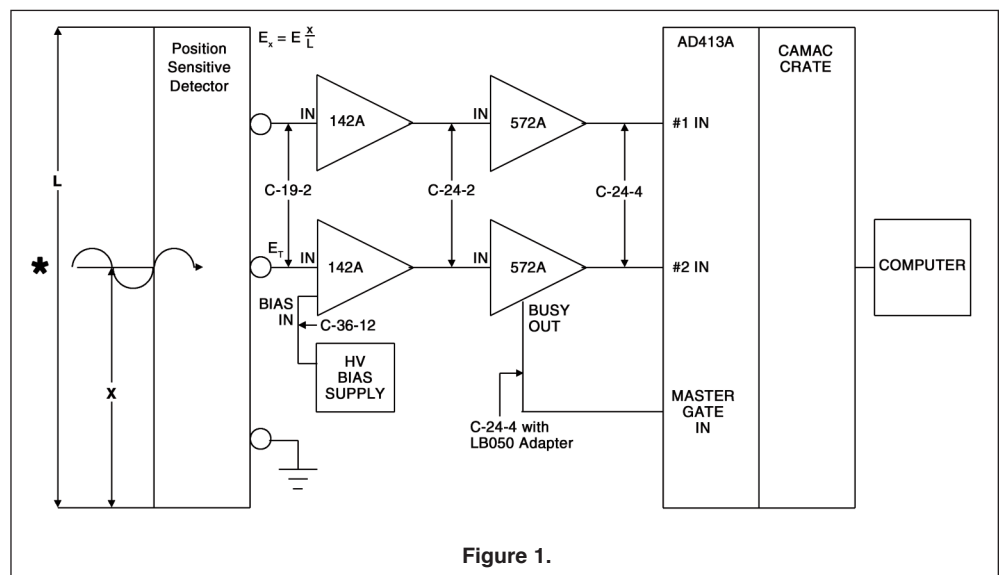 Position
Sensitive
Detector
Eₓ = E x/L
AD413A
CAMAC
CRATE
IN
142A
IN
572A
#1 IN
L
C-19-2
C-24-2
C-24-4
*
E_T
IN
142A
IN
572A
#2 IN
COMPUTER
BIAS
IN
C-36-12
BUSY
OUT
HV
BIAS
SUPPLY
X
MASTER
GATE
IN
C-24-4 with
LB050 Adapter
Figure 1.